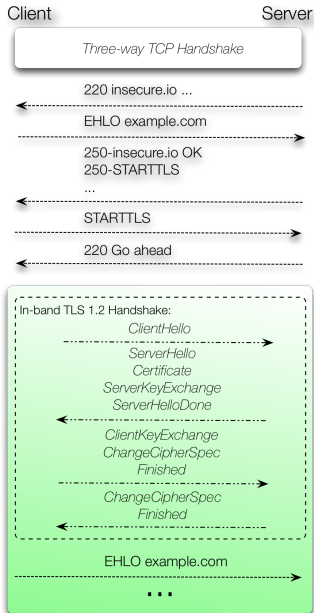 Client Server
Three-way TCP Handshake
220 insecure.io ...
EHLO example.com
250-insecure.io OK
250-STARTTLS
...
STARTTLS
220 Go ahead
In-band TLS 1.2 Handshake:
ClientHello
ServerHello
Certificate
ServerKeyExchange
ServerHelloDone
ClientKeyExchange
ChangeCipherSpec
Finished
ChangeCipherSpec
Finished
EHLO example.com
...